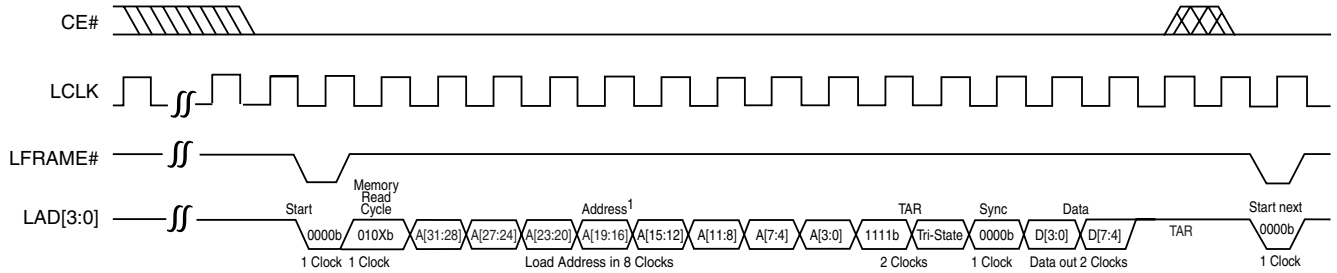 CE#
LCLK
LFRAME#
Memory
Read
Cycle
Start
Address1
TAR
Sync
Data
Start next
LAD[3:0]
0000b
010Xb
A[31:28]
A[27:24]
A[23:20]
A[19:16]
A[15:12]
A[11:8]
A[7:4]
A[3:0]
1111b
Tri-State
0000b
D[3:0]
D[7:4]
TAR
0000b
1 Clock
1 Clock
Load Address in 8 Clocks
2 Clocks
1 Clock
Data out 2 Clocks
1 Clock